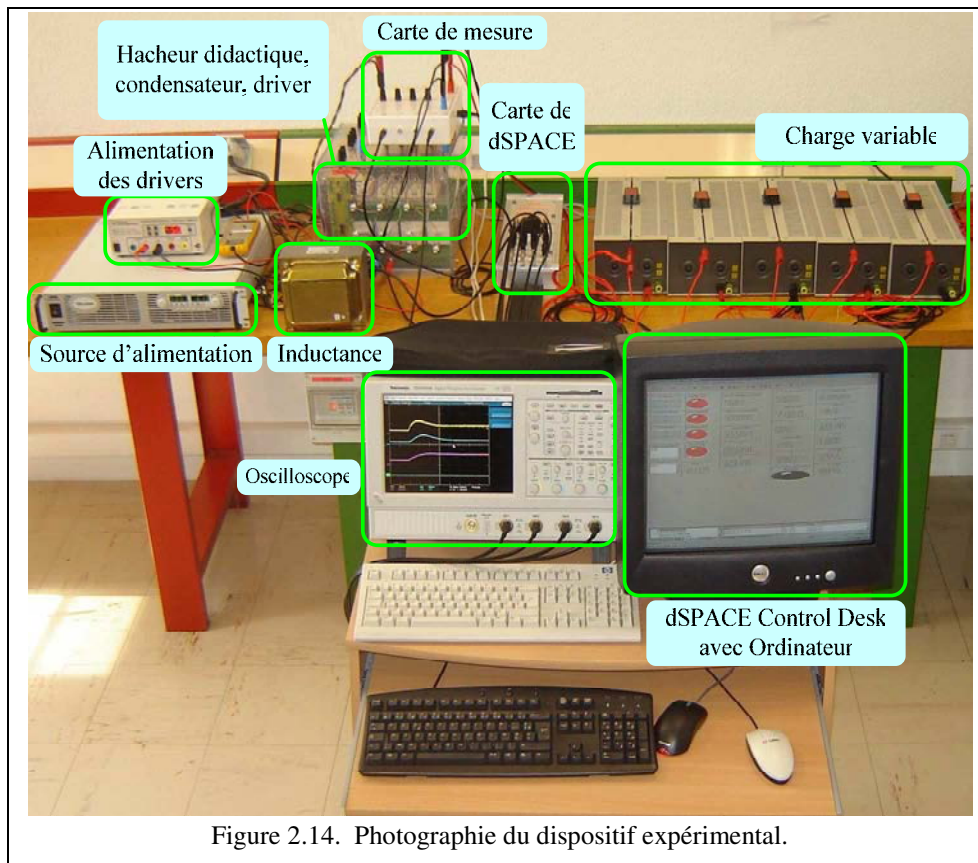 Carte de mesure
Hacheur didactique,
condensateur, driver
Carte de
dSPACE
Charge variable
Alimentation
des drivers
Source d'alimentation
Inductance
Oscilloscope
dSPACE Control Desk
avec Ordinateur
Figure 2.14. Photographie du dispositif expérimental.